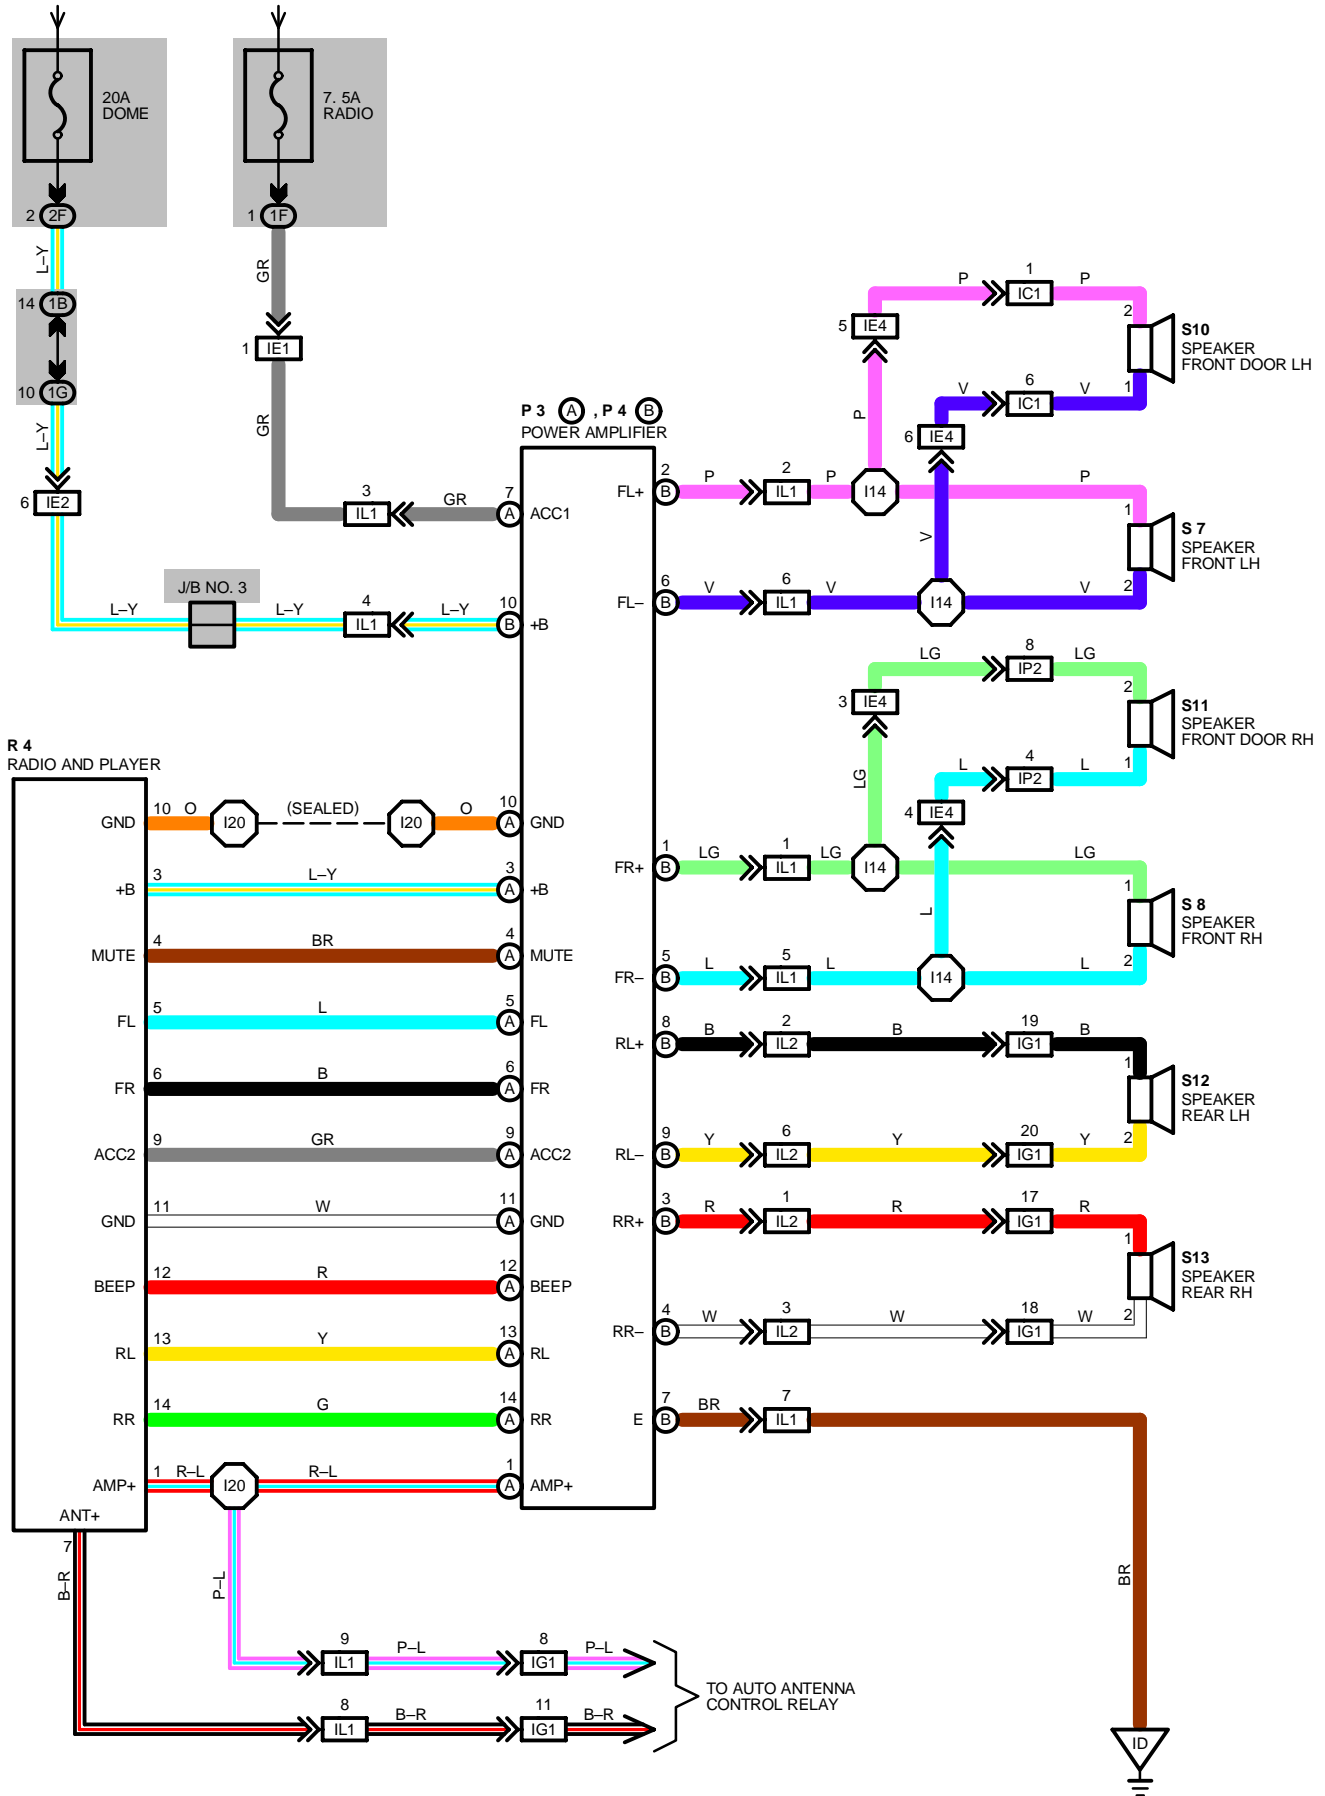 20A
DOME
7. 5A
RADIO
2 2F
1 1F
L–Y
GR
14 1B
10 1G
1 IE1
L–Y
GR
6 IE2
P 3 A , P 4 B
POWER AMPLIFIER
3
IL1
GR
7
A ACC1
J/B NO. 3
L–Y
L–Y
4
IL1
L–Y
10
B +B
P
1
IC1
P
2
5 IE4
S10
SPEAKER
FRONT DOOR LH
V
6
IC1
V
1
6 IE4
P
FL+
2
B
P
2
IL1
P
I14
P
1
S 7
SPEAKER
FRONT LH
V
2
FL–
6
B
V
6
IL1
V
I14
V
LG
8
IP2
LG
2
3 IE4
S11
SPEAKER
FRONT DOOR RH
L
4
IP2
L
1
4 IE4
LG
FR+
1
B
LG
1
IL1
LG
I14
LG
1
S 8
SPEAKER
FRONT RH
L
2
FR–
5
B
L
5
IL1
L
I14
L
RL+
8
B
B
2
IL2
B
19
IG1
B
1
S12
SPEAKER
REAR LH
RL–
9
B
Y
6
IL2
Y
20
IG1
Y
2
RR+
3
B
R
1
IL2
R
17
IG1
R
1
S13
SPEAKER
REAR RH
RR–
4
B
W
3
IL2
W
18
IG1
W
2
E
7
B
BR
7
IL1
BR
ID
R 4
RADIO AND PLAYER
GND 10 O I20 (SEALED) I20 O 10 A GND
+B 3 L–Y 3 A +B
MUTE 4 BR 4 A MUTE
FL 5 L 5 A FL
FR 6 B 6 A FR
ACC2 9 GR 9 A ACC2
GND 11 W 11 A GND
BEEP 12 R 12 A BEEP
RL 13 Y 13 A RL
RR 14 G 14 A RR
AMP+ 1 R–L I20 R–L 1 A AMP+
ANT+
7
B–R
P–L
9
IL1
P–L
8
IG1
P–L
8
IL1
B–R
11
IG1
B–R
TO AUTO ANTENNA
CONTROL RELAY